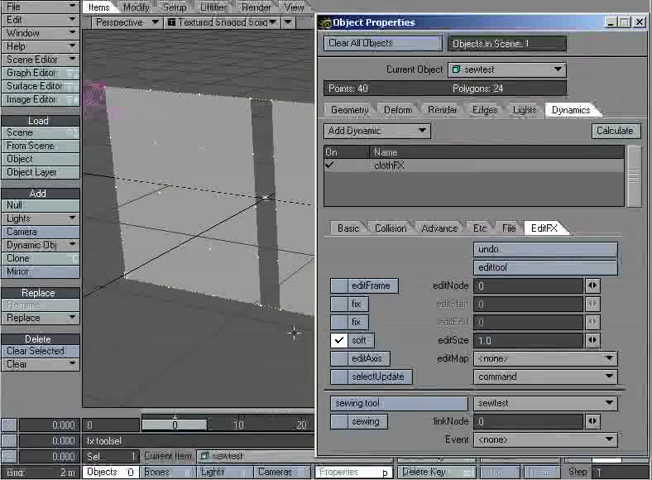 File
Edit
Window
Help
Scene Editor
Graph Editor
Surface Editor
Image Editor
Load
Scene
From Scene
Object
Object Layer
Add
Null
Lights
Camera
Dynamic Obj
Clone
Mirror
Replace
Rename
Replace
Delete
Clear Selected
Clear
Items Modify Setup Utilities Render View
Perspective Textured Shaded Solid
Object Properties
Clear All Objects Objects in Scene: 1
Current Object sewtest
Points: 40 Polygons: 24
Geometry Deform Render Edges Lights Dynamics
Add Dynamic Calculate
On Name
clothFX
Basic Collision Advance Etc File EditFX
undo
edittool
editFrame editNode 0
fix editStart 0
fix editEnd 0
soft editSize 1.0
editAxis editMap <none>
selectUpdate command
sewing tool sewtest
sewing linkNode 0
Event <none>
0.000 0 10 20
0.000 fxtoolsel
0.000 Sel: 1 Current Item sewtest
Grid: 2 m Objects O Bones Lights Cameras Properties p Delete Key Step 1